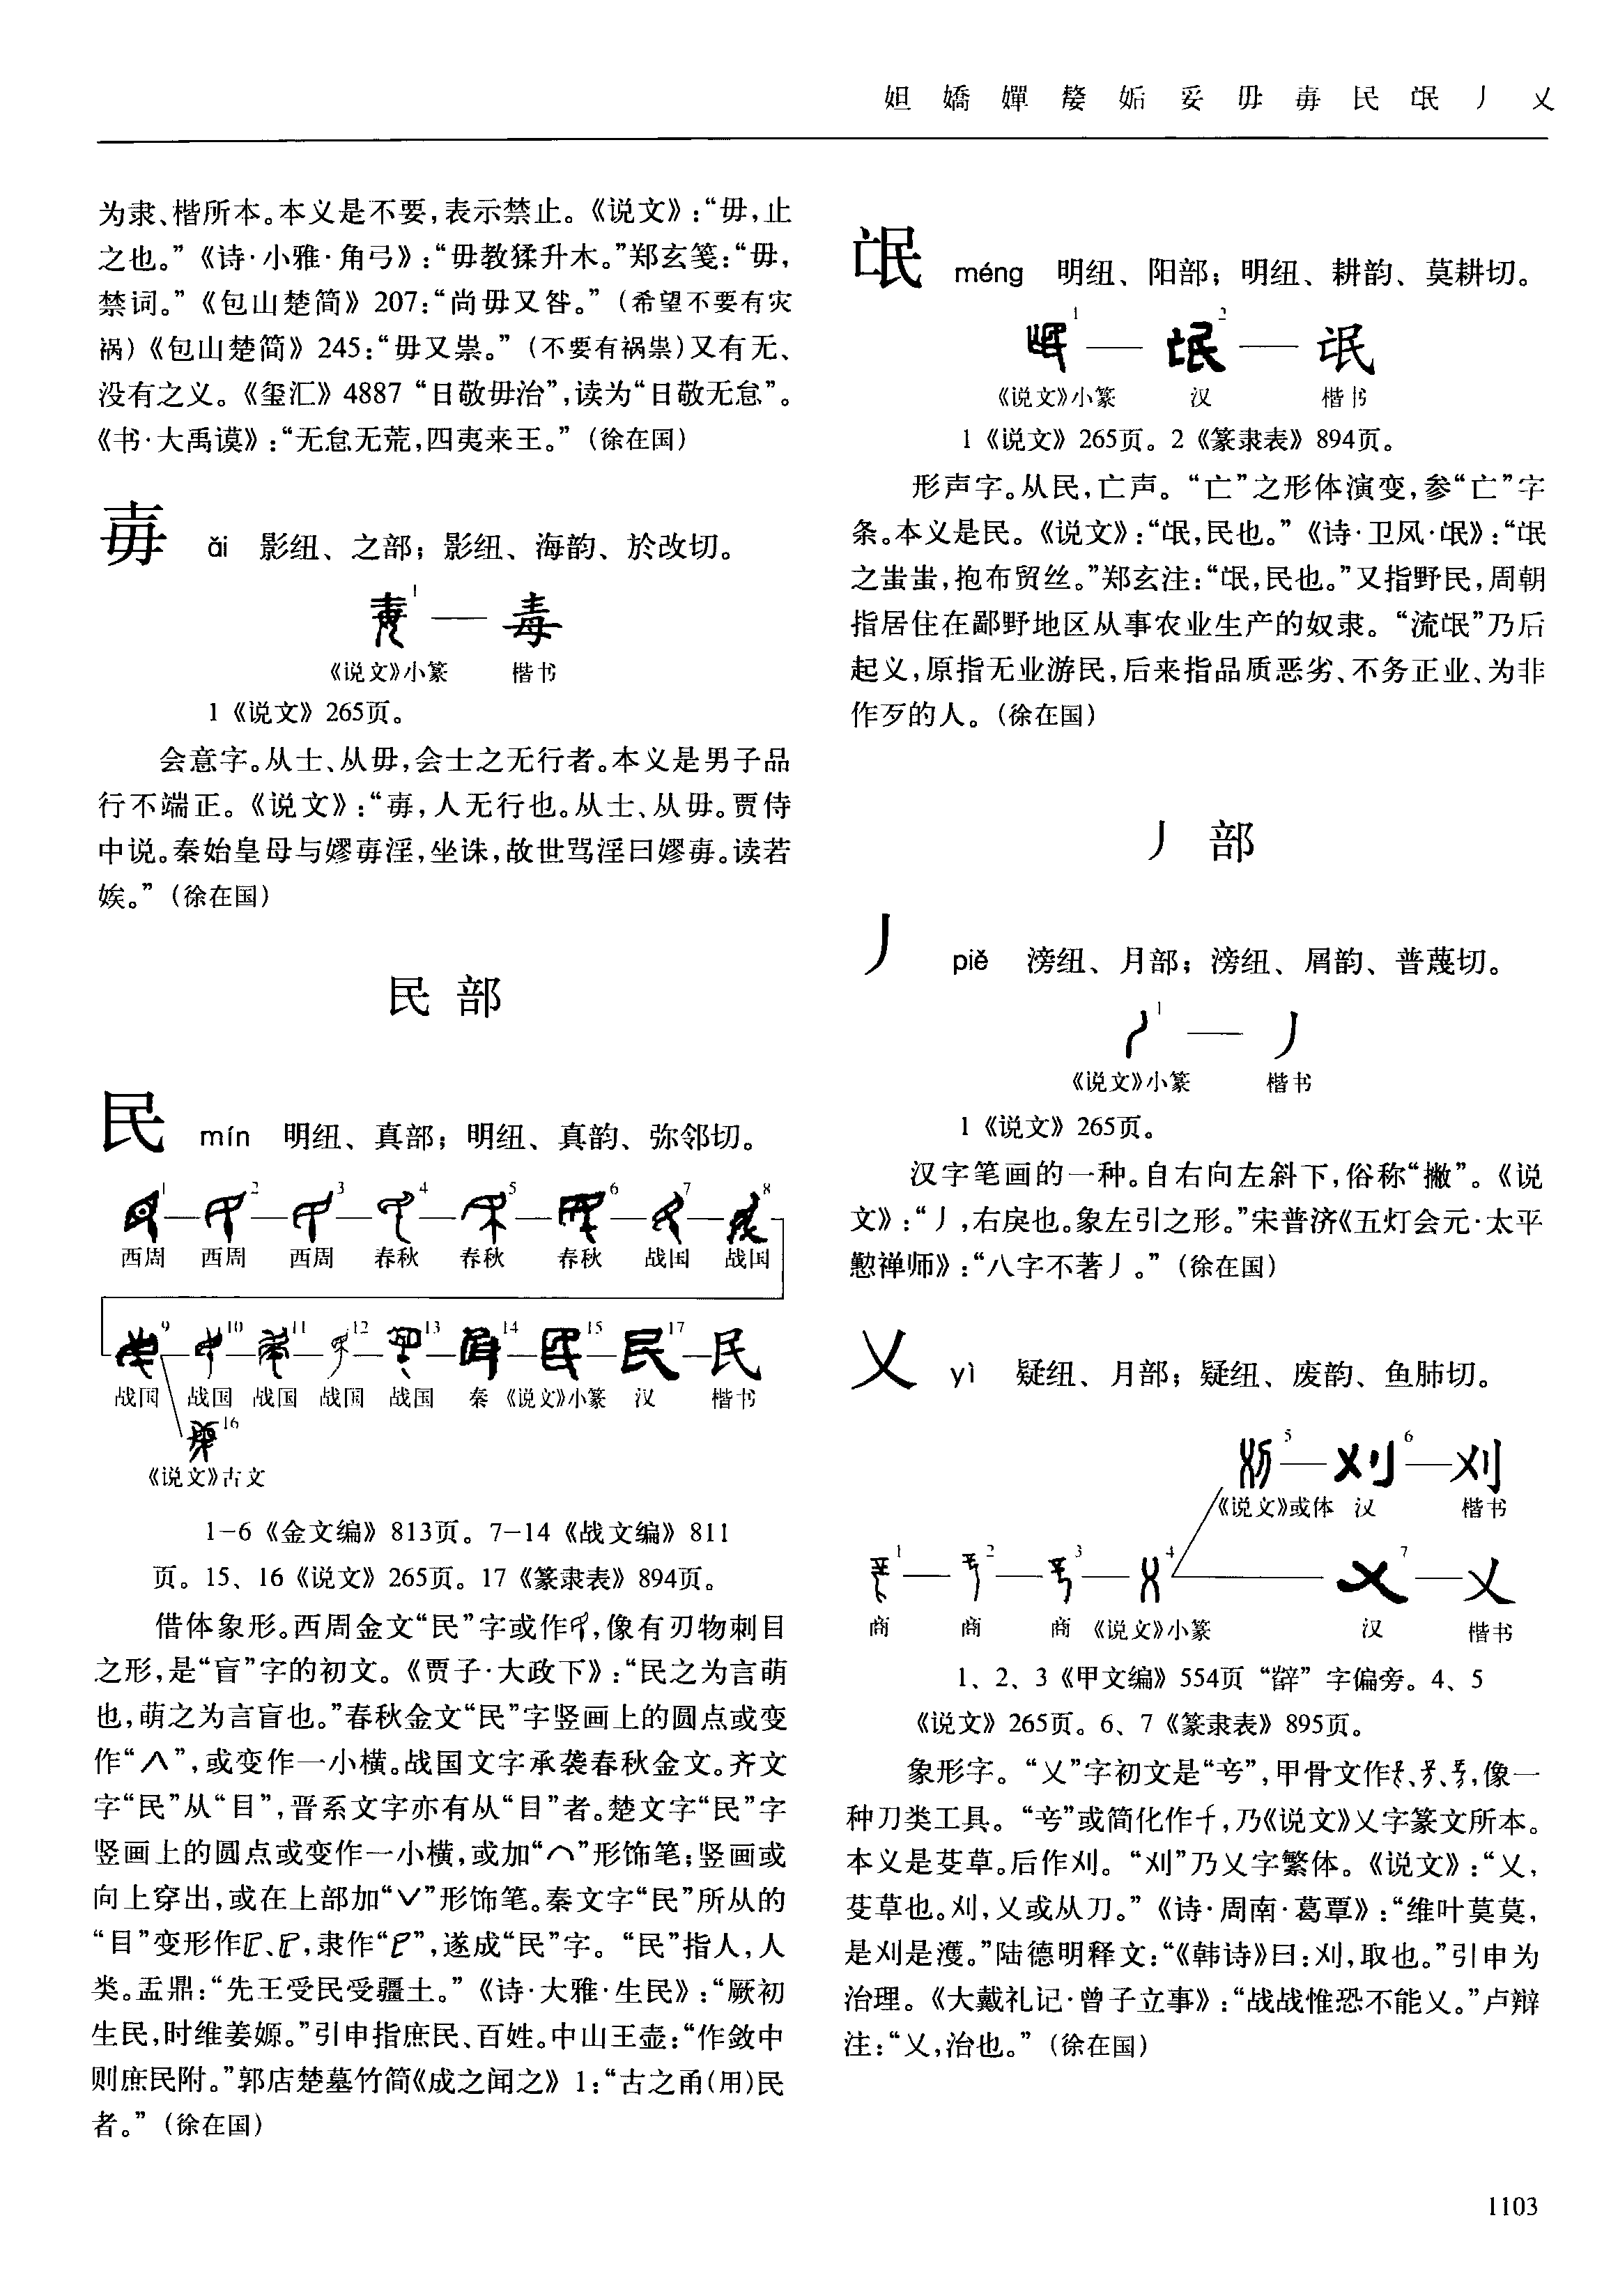 妲 嬌 嬋 嫠 姤 妥 毋 毐 民 氓 丿 乂
为隶、楷所本。本义是不要，表示禁止。《说文》：“毋，止
之也。”《诗·小雅·角弓》：“毋教猱升木。”郑玄笺：“毋，
禁词。”《包山楚简》207：“尚毋又咎。”（希望不要有灾
祸）《包山楚简》245：“毋又祟。”（不要有祸祟）又有无、
没有之义。《玺汇》4887“日敬毋治”，读为“日敬无怠”。
《书·大禹谟》：“无怠无荒，四夷来王。”（徐在国）
毐 ǎi 影纽、之部；影纽、海韵、於改切。
1 — 毐
《说文》小篆 楷书
1《说文》265页。
会意字。从士、从毋，会士之无行者。本义是男子品
行不端正。《说文》：“毐，人无行也。从士、从毋。贾侍
中说。秦始皇母与嫪毐淫，坐诛，故世骂淫曰嫪毐。读若
娭。”（徐在国）
民 部
民 mín 明纽、真部；明纽、真韵、弥邻切。
1 2 3 4 5 6 7 8
西周 西周 西周 春秋 春秋 春秋 战国 战国
9 10 11 12 13 14 15 17 民
战国 战国 战国 战国 战国 秦 《说文》小篆 汉 楷书
16
《说文》古文
1-6《金文编》813页。7-14《战文编》811
页。15、16《说文》265页。17《篆隶表》894页。
借体象形。西周金文“民”字或作，像有刃物刺目
之形，是“盲”字的初文。《贾子·大政下》：“民之为言萌
也，萌之为言盲也。”春秋金文“民”字竖画上的圆点或变
作“∧”，或变作一小横。战国文字承袭春秋金文。齐文
字“民”从“目”，晋系文字亦有从“目”者。楚文字“民”字
竖画上的圆点或变作一小横，或加“︿”形饰笔；竖画或
向上穿出，或在上部加“∨”形饰笔。秦文字“民”所从的
“目”变形作、，隶作“”，遂成“民”字。“民”指人，人
类。盂鼎：“先王受民受疆土。”《诗·大雅·生民》：“厥初
生民，时维姜嫄。”引申指庶民、百姓。中山王壶：“作敛中
则庶民附。”郭店楚墓竹简《成之闻之》1：“古之甬（用）民
者。”（徐在国）
氓 méng 明纽、阳部；明纽、耕韵、莫耕切。
1 — 2 — 氓
《说文》小篆 汉 楷书
1《说文》265页。2《篆隶表》894页。
形声字。从民，亡声。“亡”之形体演变，参“亡”字
条。本义是民。《说文》：“氓，民也。”《诗·卫风·氓》：“氓
之蚩蚩，抱布贸丝。”郑玄注：“氓，民也。”又指野民，周朝
指居住在鄙野地区从事农业生产的奴隶。“流氓”乃后
起义，原指无业游民，后来指品质恶劣、不务正业、为非
作歹的人。（徐在国）
丿 部
丿 piě 滂纽、月部；滂纽、屑韵、普蔑切。
1 — 丿
《说文》小篆 楷书
1《说文》265页。
汉字笔画的一种。自右向左斜下，俗称“撇”。《说
文》：“丿，右戾也。象左引之形。”宋普济《五灯会元·太平
懃禅师》：“八字不著丿。”（徐在国）
乂 yì 疑纽、月部；疑纽、废韵、鱼肺切。
5 — 6 — 刈
《说文》或体 汉 楷书
1 — 2 — 3 — 4 — 7 — 乂
商 商 商 《说文》小篆 汉 楷书
1、2、3《甲文编》554页“辥”字偏旁。4、5
《说文》265页。6、7《篆隶表》895页。
象形字。“乂”字初文是“䇂”，甲骨文作、、，像一
种刀类工具。“䇂”或简化作，乃《说文》乂字篆文所本。
本义是芟草。后作刈。“刈”乃乂字繁体。《说文》：“乂，
芟草也。刈，乂或从刀。”《诗·周南·葛覃》：“维叶莫莫，
是刈是濩。”陆德明释文：“《韩诗》曰：刈，取也。”引申为
治理。《大戴礼记·曾子立事》：“战战惟恐不能乂。”卢辩
注：“乂，治也。”（徐在国）
1103